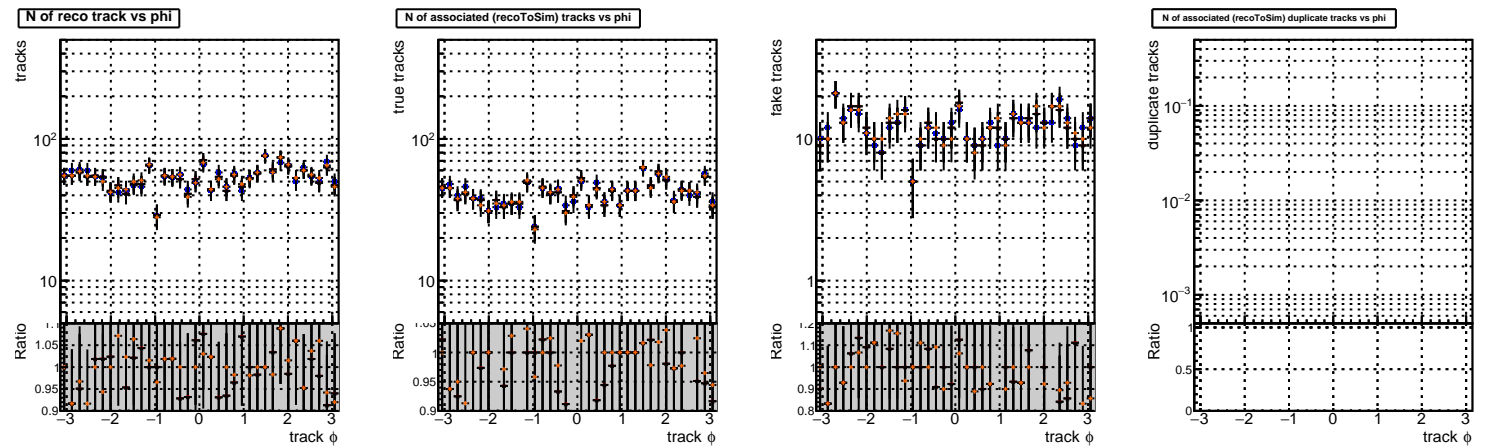 N of reco track vs phi
tracks
10²
10
Ratio
1.05
1
0.95
0.9
−3 −2 −1 0 1 2 3
track ϕ
N of associated (recoToSim) tracks vs phi
true tracks
10²
10
Ratio
1.05
1
0.95
0.9
−3 −2 −1 0 1 2 3
track ϕ
fake tracks
10
1
Ratio
1.2
1.1
1
0.9
0.8
−3 −2 −1 0 1 2 3
track ϕ
N of associated (recoToSim) duplicate tracks vs phi
duplicate tracks
10⁻¹
10⁻²
10⁻³
Ratio
1
0.5
0
−3 −2 −1 0 1 2 3
track ϕ